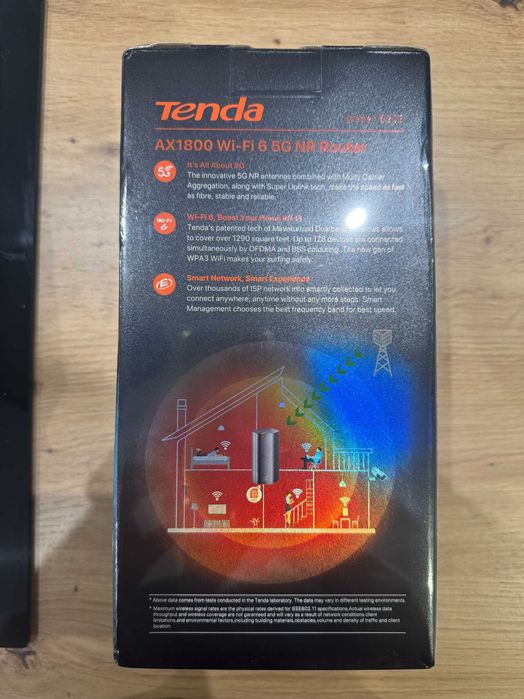 Tenda
AX1800 Wi-Fi 6 5G NR Router
5G
It's All About 5G
The innovative 5G NR antennas combined with Multy Carrier
Aggregation, along with Super Uplink tech, make the speed as fast
as fibre, stable and reliable.
Wi-Fi
6
Wi-Fi 6, Boost Your Home Wi-Fi
Tenda's patented tech of Miniaturized Dualband allows
to cover over 1290 square feet. Up to 128 devices are connected
simultaneously by OFDMA and BSS colouring. The new gen of
WPA3 WiFi makes your surfing safely.
Smart Network, Smart Experience
Over thousands of ISP network info smartly collected to let you
connect anywhere, anytime without any more steps. Smart
Management chooses the best frequency band for best speed.
* Above data comes from tests conducted in the Tenda laboratory. The data may vary in different testing environments.
* Maximum wireless signal rates are the physical rates derived for IEEE802.11 specifications.Actual wireless data
throughput and wireless coverage are not guaranteed and will vary as a result of network conditions,client
limitations,and environmental factors,including building materials,obstacles,volume and density of traffic and client
location.